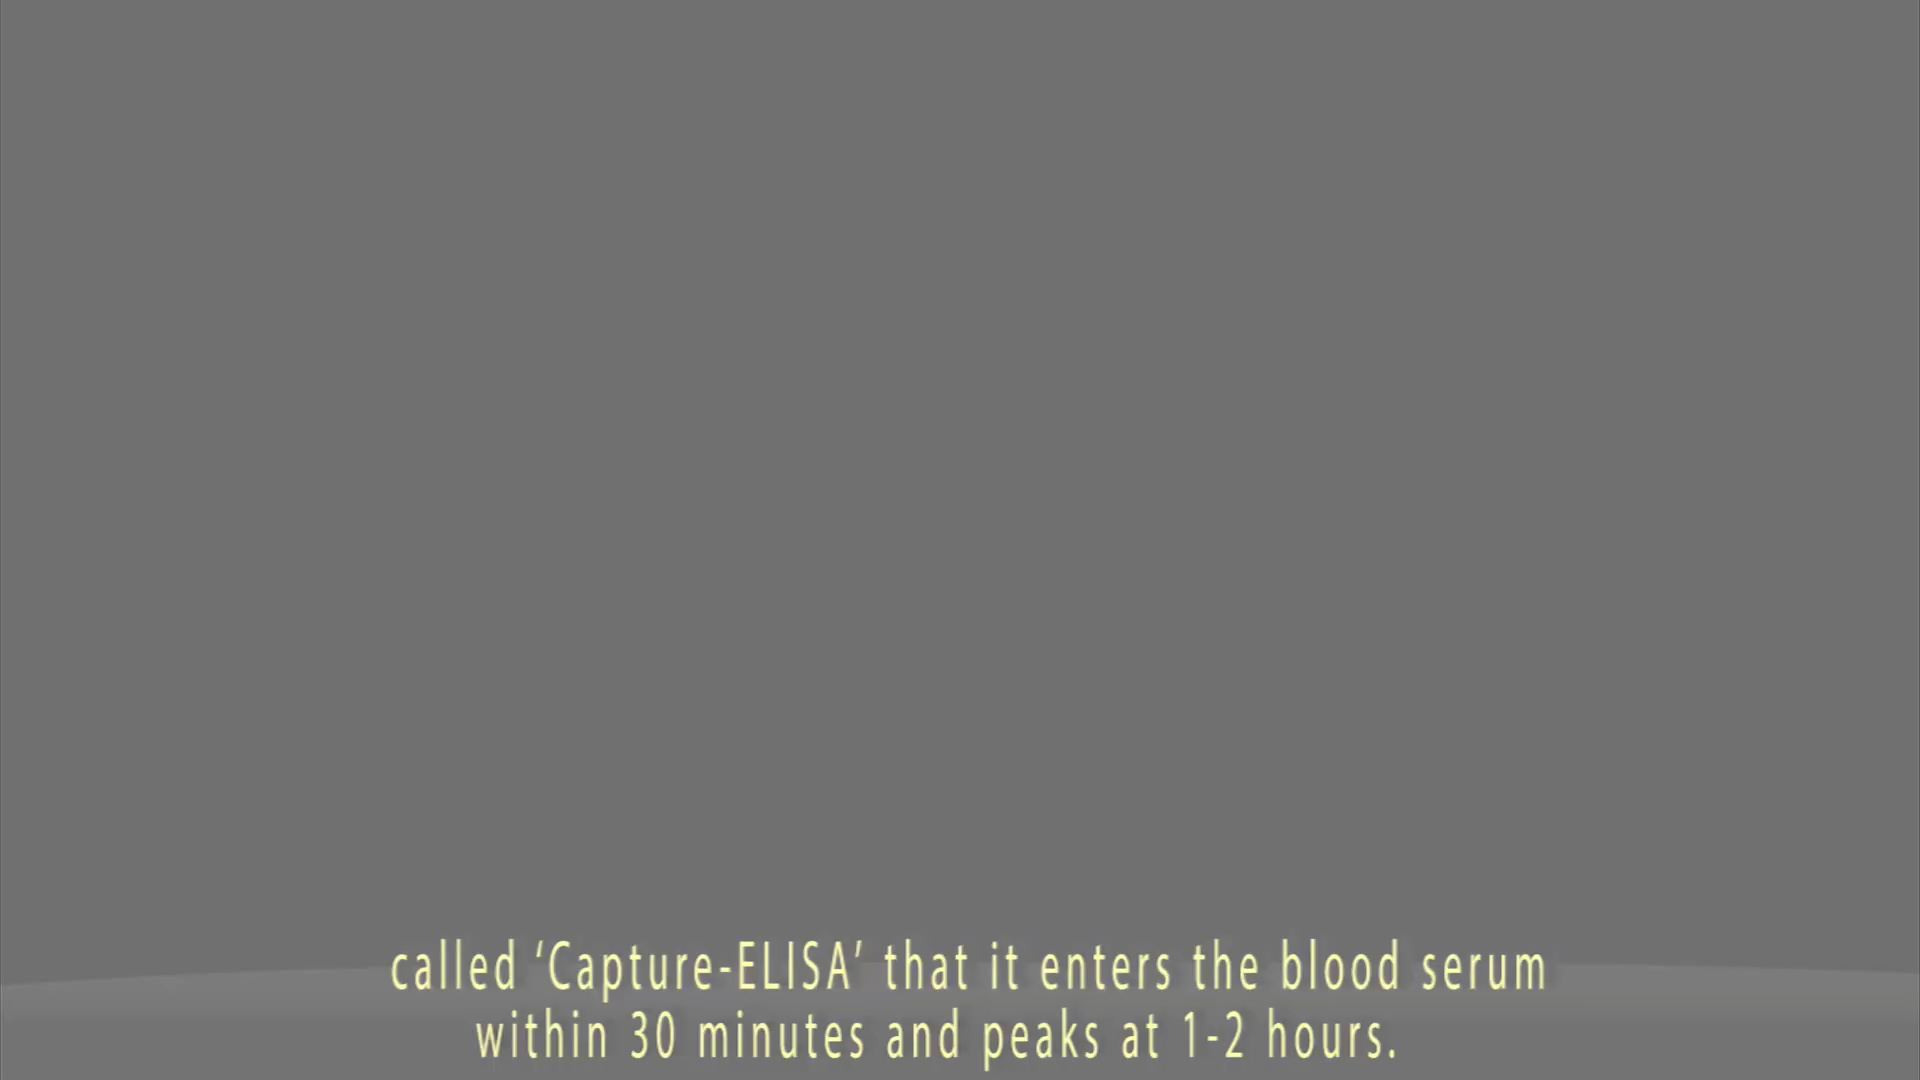 called ‘Capture-ELISA’ that it enters the blood serum
within 30 minutes and peaks at 1-2 hours.